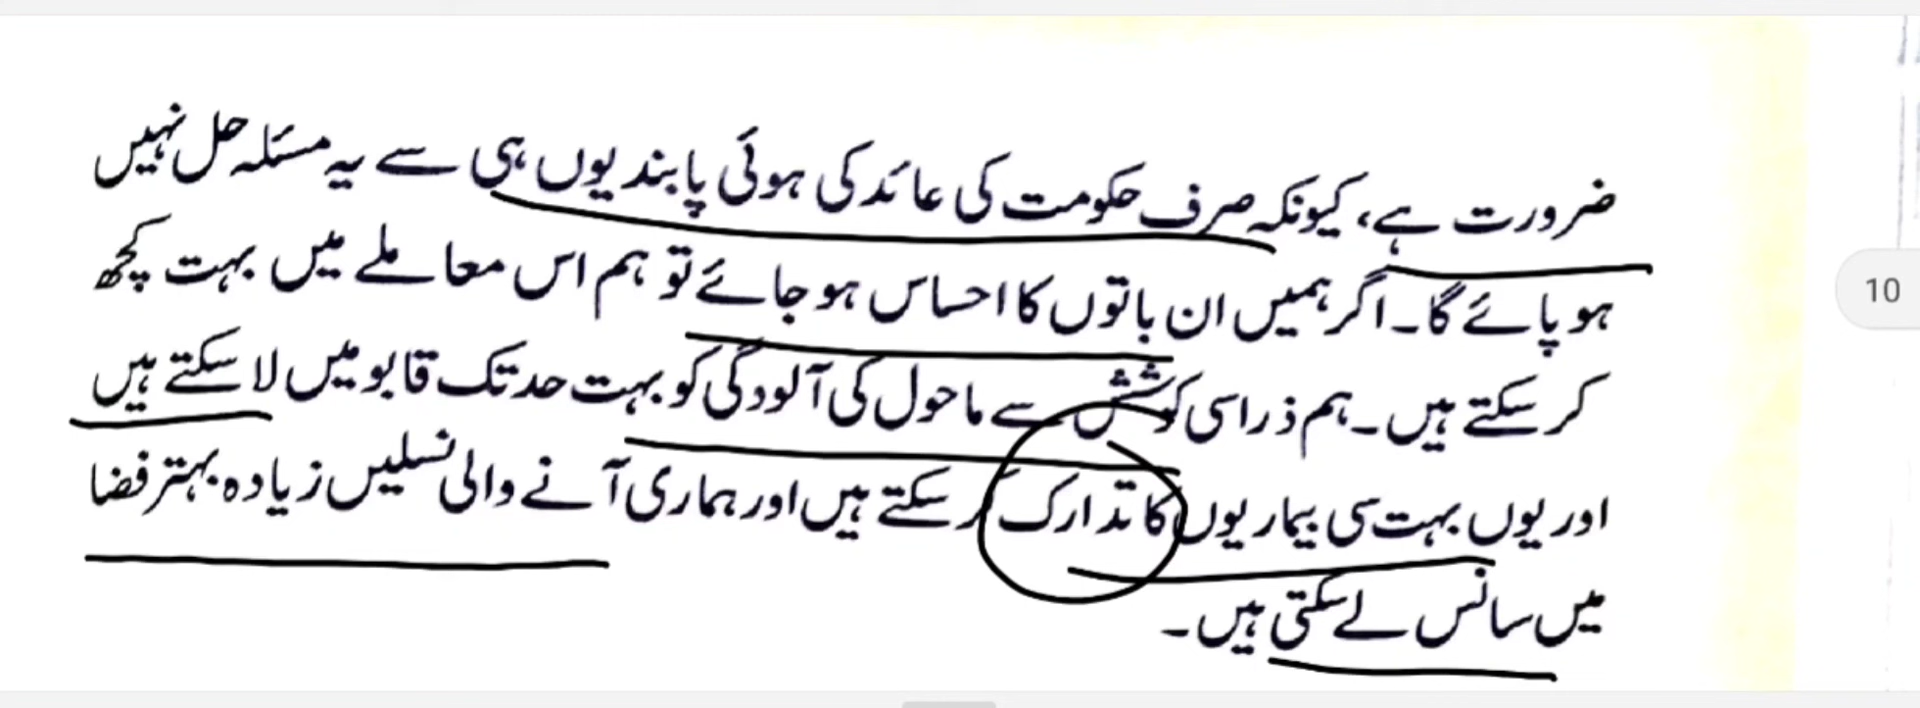 ضرورت ہے، کیونکہ صرف حکومت کی عائد کی ہوئی پابندیوں ہی سے یہ مسئلہ حل نہیں
ہو پائے گا۔ اگر ہمیں ان باتوں کا احساس ہو جائے تو ہم اس معاملے میں بہت کچھ
کر سکتے ہیں۔ ہم ذرا سی کوشش سے ماحول کی آلودگی کو بہت حد تک قابو میں لا سکتے ہیں
اور یوں بہت سی بیماریوں کا تدارک کر سکتے ہیں اور ہماری آنے والی نسلیں زیادہ بہتر فضا
میں سانس لے سکتی ہیں۔
10